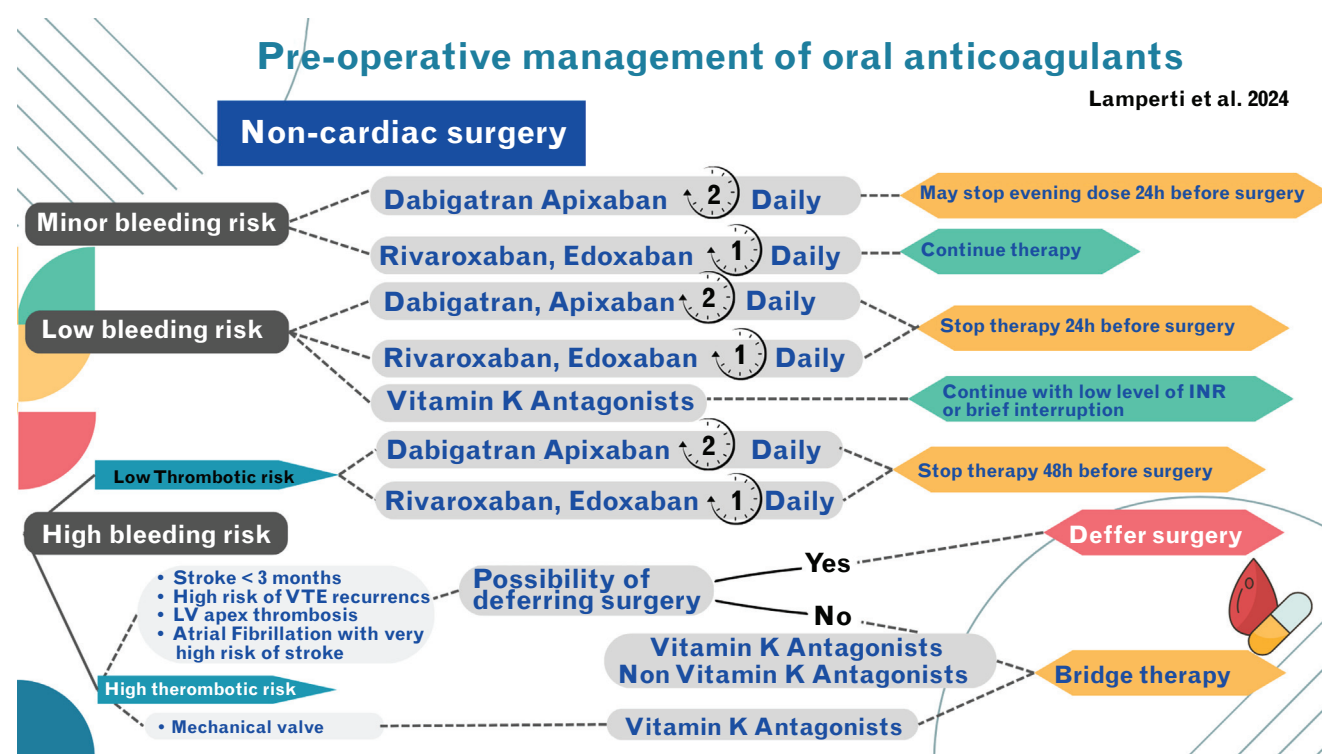 Pre-operative management of oral anticoagulants
Lamperti et al. 2024
Non-cardiac surgery
Minor bleeding risk
Dabigatran Apixaban 2 Daily
May stop evening dose 24h before surgery
Rivaroxaban, Edoxaban 1 Daily
Continue therapy
Low bleeding risk
Dabigatran, Apixaban 2 Daily
Rivaroxaban, Edoxaban 1 Daily
Stop therapy 24h before surgery
Vitamin K Antagonists
Continue with low level of INR
or brief interruption
High bleeding risk
Low Thrombotic risk
Dabigatran Apixaban 2 Daily
Rivaroxaban, Edoxaban 1 Daily
Stop therapy 48h before surgery
High therombotic risk
• Stroke < 3 months
• High risk of VTE recurrencs
• LV apex thrombosis
• Atrial Fibrillation with very
high risk of stroke
Possibility of
deferring surgery
Yes
Deffer surgery
No
Vitamin K Antagonists
Non Vitamin K Antagonists
Bridge therapy
• Mechanical valve
Vitamin K Antagonists